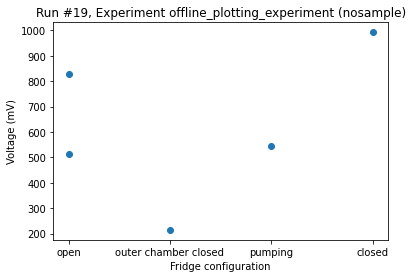 Run #19, Experiment offline_plotting_experiment (nosample)
1000
900
800
700
600
500
400
300
200
Voltage (mV)
open outer chamber closed pumping closed
Fridge configuration